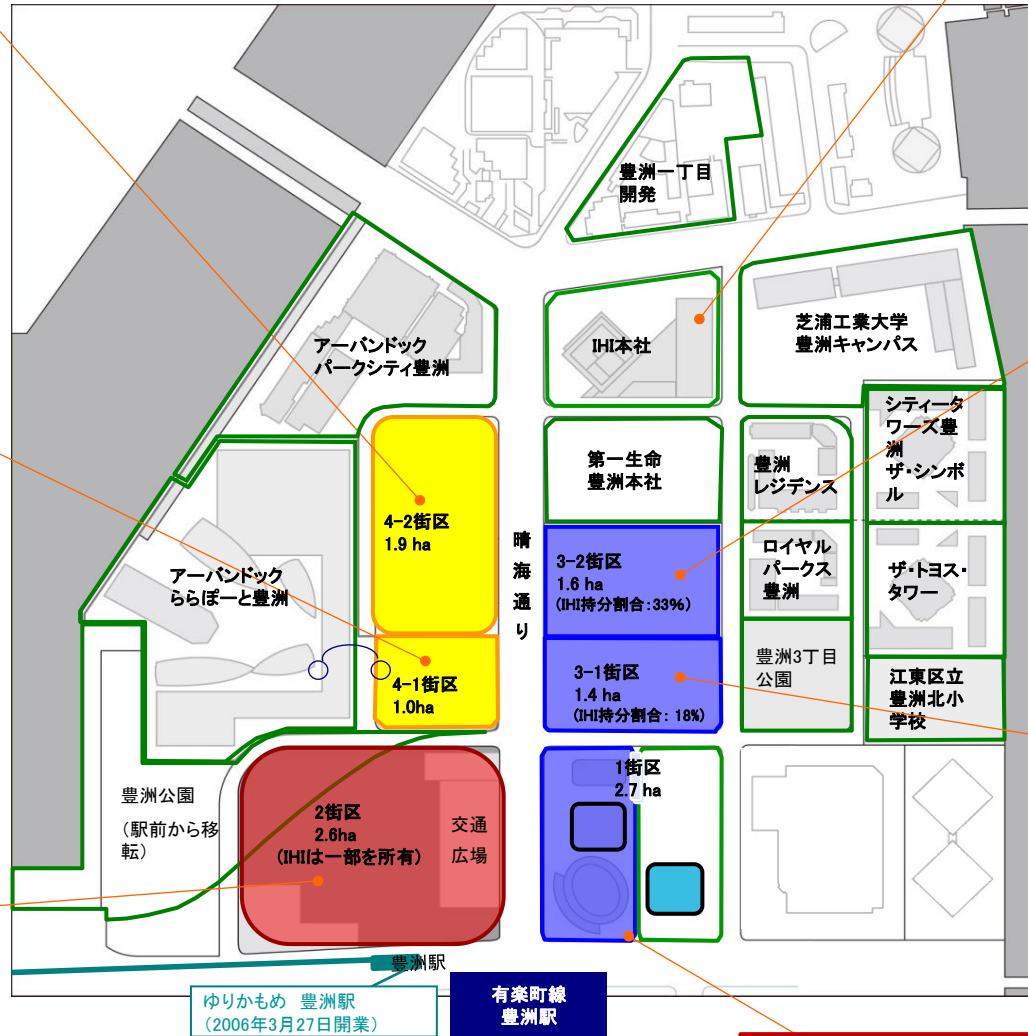 豊洲一丁目
開発
アーバンドック
パークシティ豊洲
IHI本社
芝浦工業大学
豊洲キャンパス
シティータ
ワーズ豊
洲
ザ・シンボ
ル
第一生命
豊洲本社
豊洲
レジデンス
4-2街区
1.9 ha
晴海通り
3-2街区
1.6 ha
(IHI持分割合:33%)
ロイヤル
パークス
豊洲
ザ・トヨス・
タワー
アーバンドック
ららぽーと豊洲
4-1街区
1.0ha
3-1街区
1.4 ha
(IHI持分割合: 18%)
豊洲3丁目
公園
江東区立
豊洲北小
学校
豊洲公園
(駅前から移
転)
2街区
2.6ha
(IHIは一部を所有)
交通
広場
1街区
2.7 ha
豊洲駅
ゆりかもめ 豊洲駅
(2006年3月27日開業)
有楽町線
豊洲駅